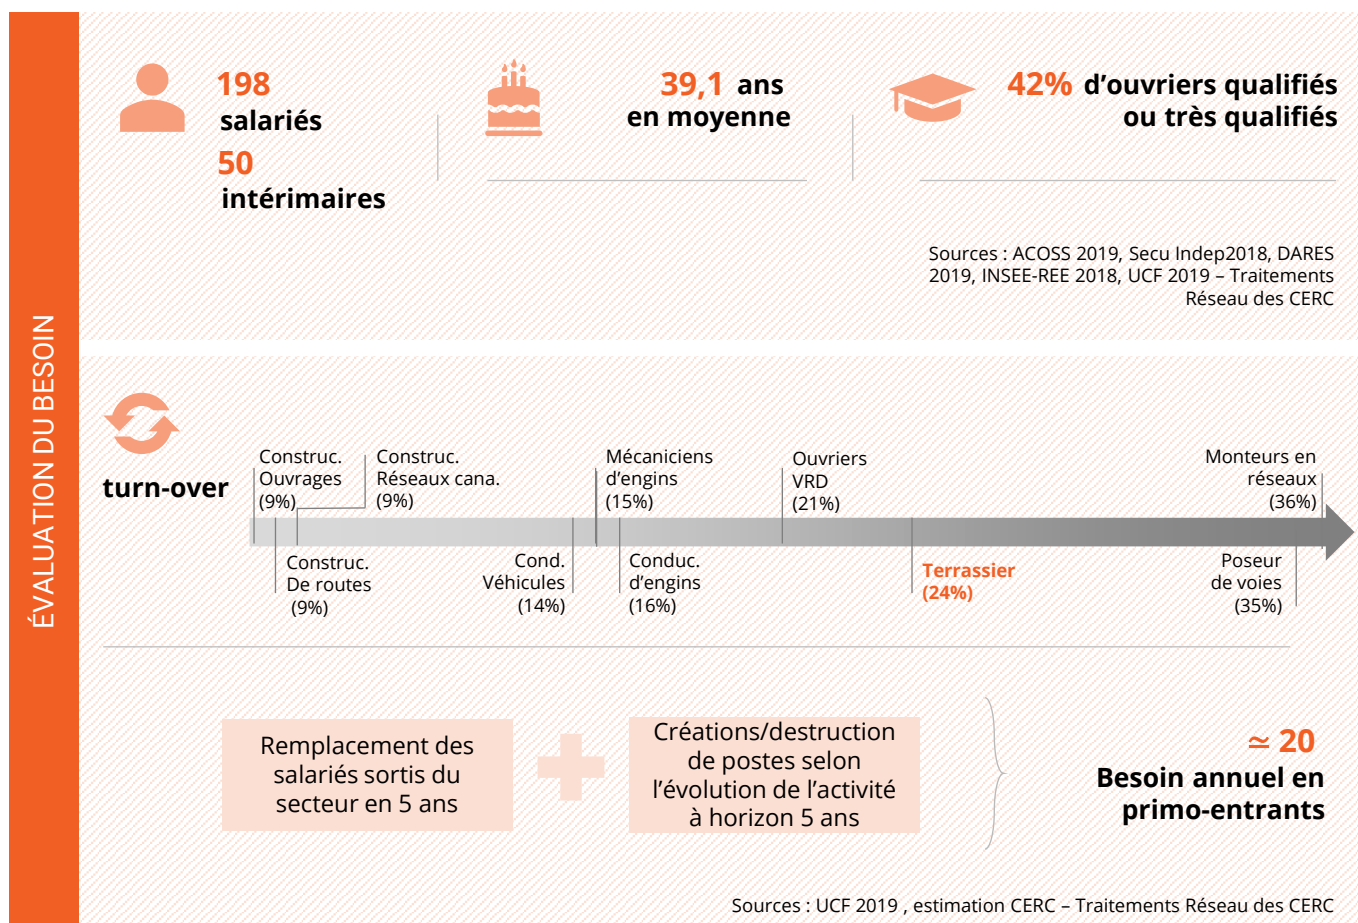 ÉVALUATION DU BESOIN
198
salariés
50
intérimaires
39,1 ans
en moyenne
42% d’ouvriers qualifiés
ou très qualifiés
Sources : ACOSS 2019, Secu Indep2018, DARES
2019, INSEE-REE 2018, UCF 2019 – Traitements
Réseau des CERC
turn-over
Construc.
Ouvrages
(9%)
Construc.
Réseaux cana.
(9%)
Mécaniciens
d’engins
(15%)
Ouvriers
VRD
(21%)
Monteurs en
réseaux
(36%)
Construc.
De routes
(9%)
Cond.
Véhicules
(14%)
Conduc.
d’engins
(16%)
Terrassier
(24%)
Poseur
de voies
(35%)
Remplacement des
salariés sortis du
secteur en 5 ans
Créations/destruction
de postes selon
l’évolution de l’activité
à horizon 5 ans
≃ 20
Besoin annuel en
primo-entrants
Sources : UCF 2019 , estimation CERC – Traitements Réseau des CERC